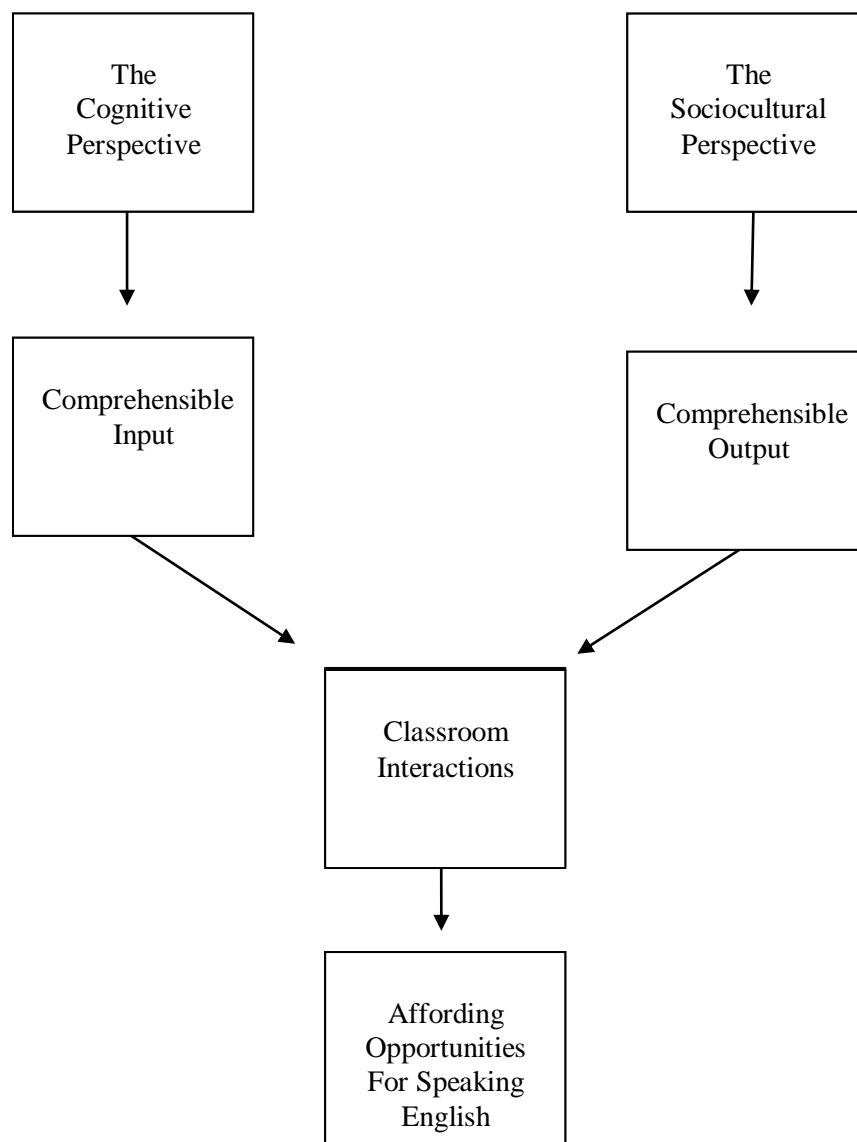 The
Cognitive
Perspective
The
Sociocultural
Perspective
Comprehensible
Input
Comprehensible
Output
Classroom
Interactions
Affording
Opportunities
For Speaking
English